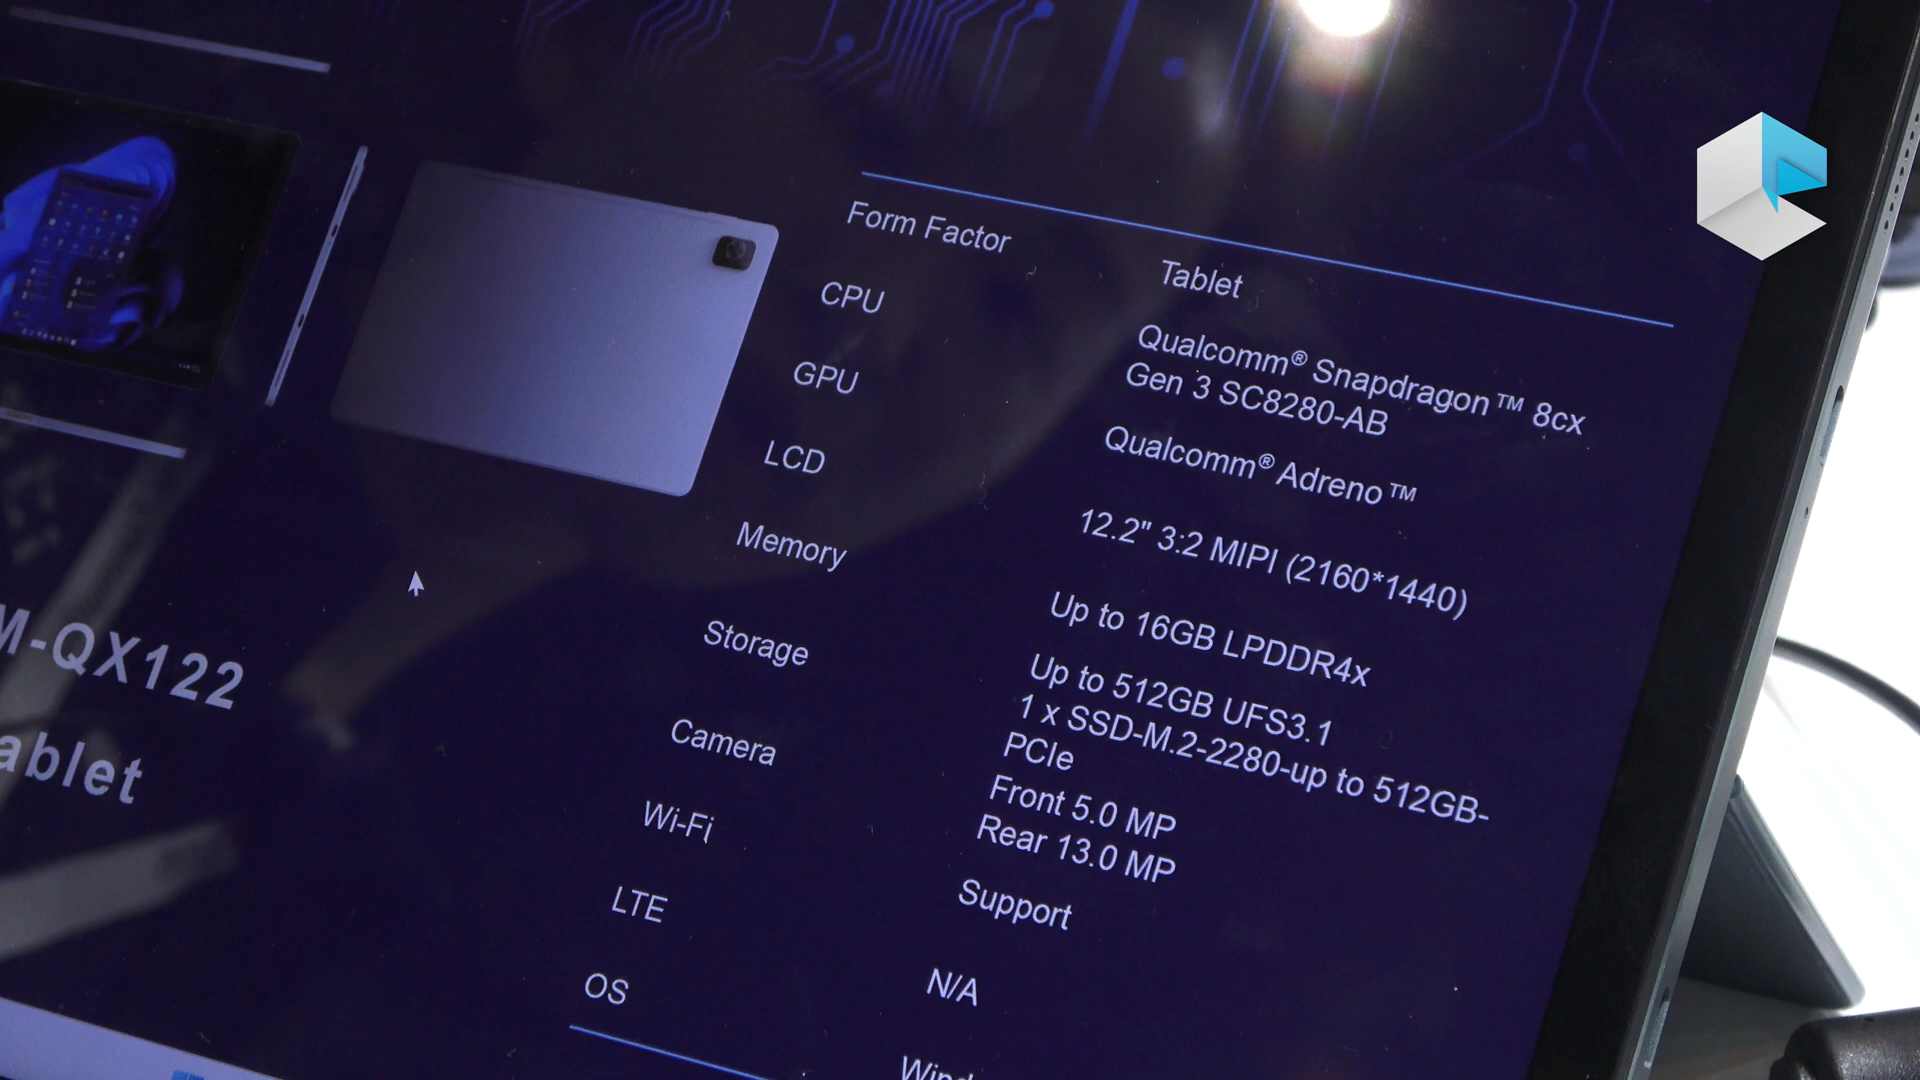 Form Factor
Tablet
CPU
Qualcomm® Snapdragon™ 8cx
Gen 3 SC8280-AB
GPU
Qualcomm® Adreno™
LCD
12.2" 3:2 MIPI (2160*1440)
Memory
Up to 16GB LPDDR4x
Storage
Up to 512GB UFS3.1
1 x SSD-M.2-2280-up to 512GB-
PCIe
Camera
Front 5.0 MP
Rear 13.0 MP
Wi-Fi
Support
LTE
N/A
OS
M-QX122
ablet